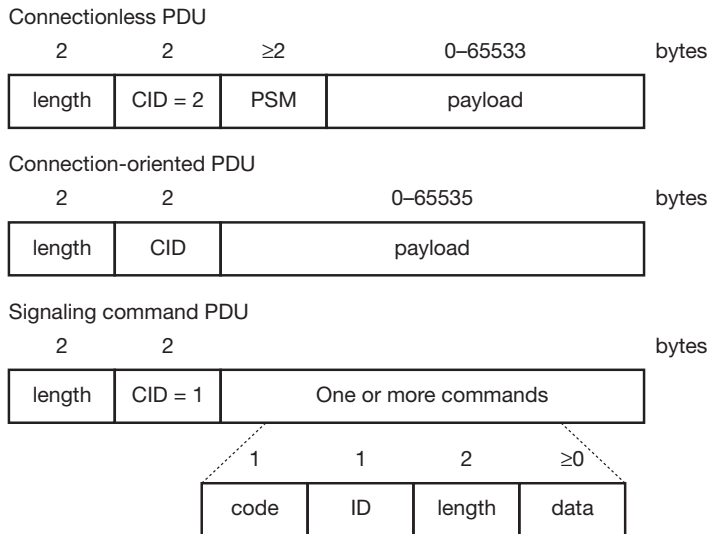 Connectionless PDU
2 2 ≥2 0–65533 bytes
length CID = 2 PSM payload
Connection-oriented PDU
2 2 0–65535 bytes
length CID payload
Signaling command PDU
2 2 bytes
length CID = 1 One or more commands
1 1 2 ≥0
code ID length data